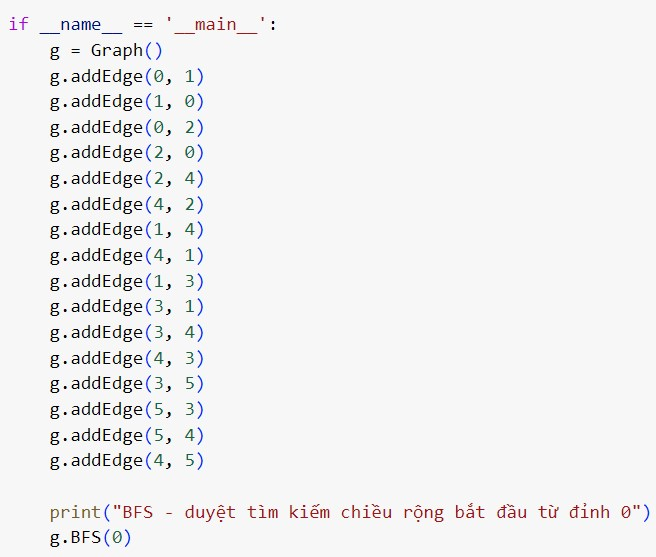 if __name__ == '__main__':
    g = Graph()
    g.addEdge(0, 1)
    g.addEdge(1, 0)
    g.addEdge(0, 2)
    g.addEdge(2, 0)
    g.addEdge(2, 4)
    g.addEdge(4, 2)
    g.addEdge(1, 4)
    g.addEdge(4, 1)
    g.addEdge(1, 3)
    g.addEdge(3, 1)
    g.addEdge(3, 4)
    g.addEdge(4, 3)
    g.addEdge(3, 5)
    g.addEdge(5, 3)
    g.addEdge(5, 4)
    g.addEdge(4, 5)

    print("BFS - duyệt tìm kiếm chiều rộng bắt đầu từ đỉnh 0")
    g.BFS(0)